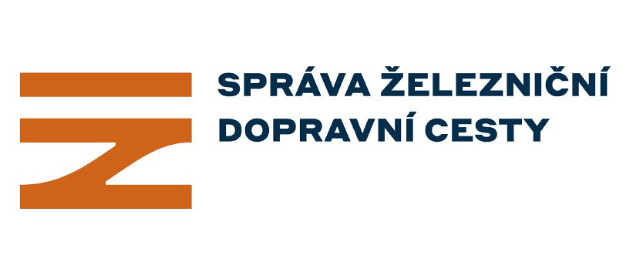 SPRÁVA ŽELEZNIČNÍ
DOPRAVNÍ CESTY